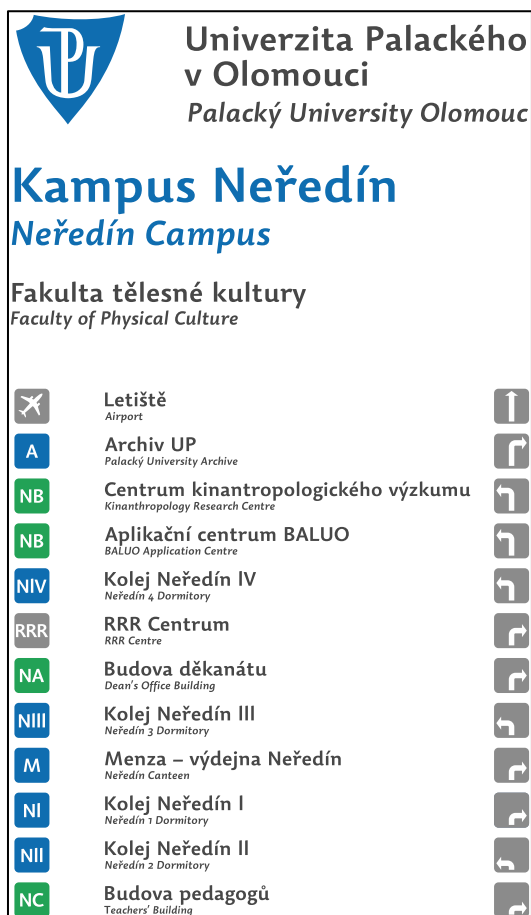 UP
Univerzita Palackého
v Olomouci
Palacký University Olomouc
Kampus Neředín
Neředín Campus
Fakulta tělesné kultury
Faculty of Physical Culture
Letiště
Airport
A Archiv UP
Palacký University Archive
NB Centrum kinantropologického výzkumu
Kinanthropology Research Centre
NB Aplikační centrum BALUO
BALUO Application Centre
NIV Kolej Neředín IV
Neředín 4 Dormitory
RRR RRR Centrum
RRR Centre
NA Budova děkanátu
Dean's Office Building
NIII Kolej Neředín III
Neředín 3 Dormitory
M Menza – výdejna Neředín
Neředín Canteen
NI Kolej Neředín I
Neředín 1 Dormitory
NII Kolej Neředín II
Neředín 2 Dormitory
NC Budova pedagogů
Teachers' Building